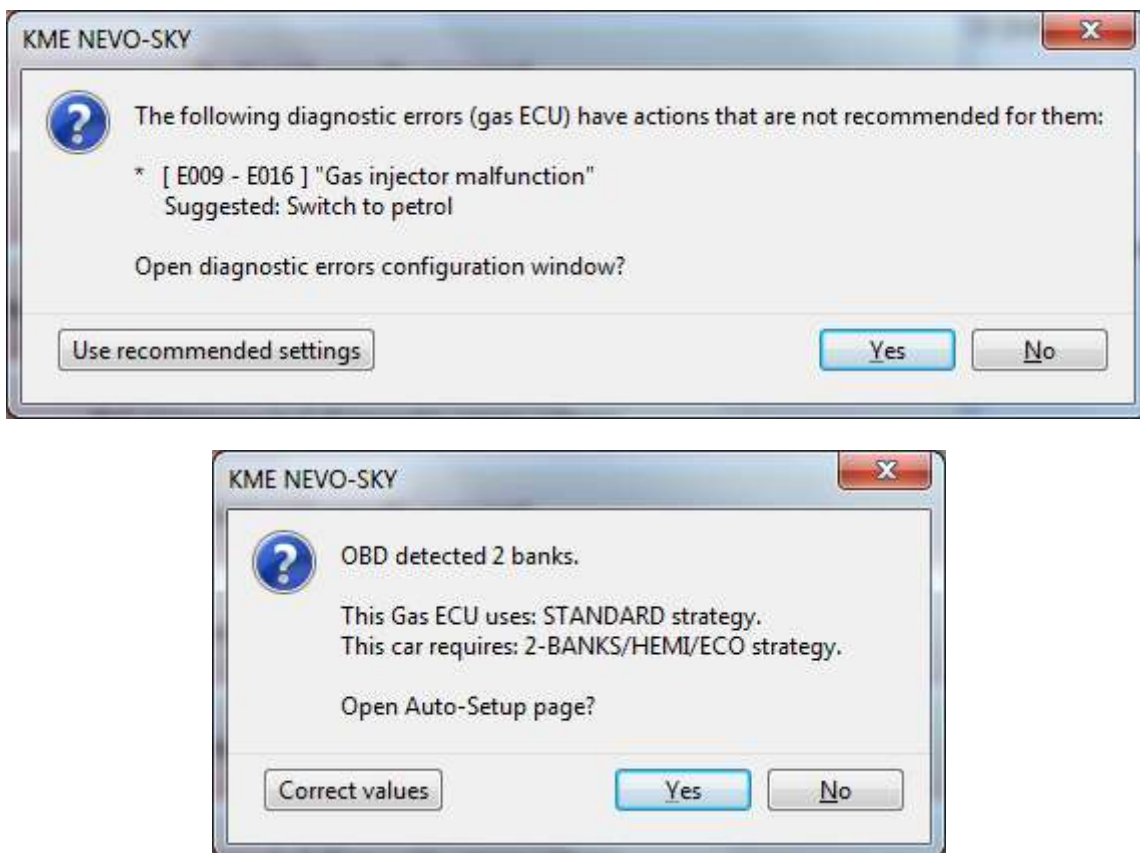 KME NEVO-SKY
The following diagnostic errors (gas ECU) have actions that are not recommended for them:
* [ E009 - E016 ] "Gas injector malfunction"
Suggested: Switch to petrol
Open diagnostic errors configuration window?
Use recommended settings Yes No
KME NEVO-SKY
OBD detected 2 banks.
This Gas ECU uses: STANDARD strategy.
This car requires: 2-BANKS/HEMI/ECO strategy.
Open Auto-Setup page?
Correct values Yes No